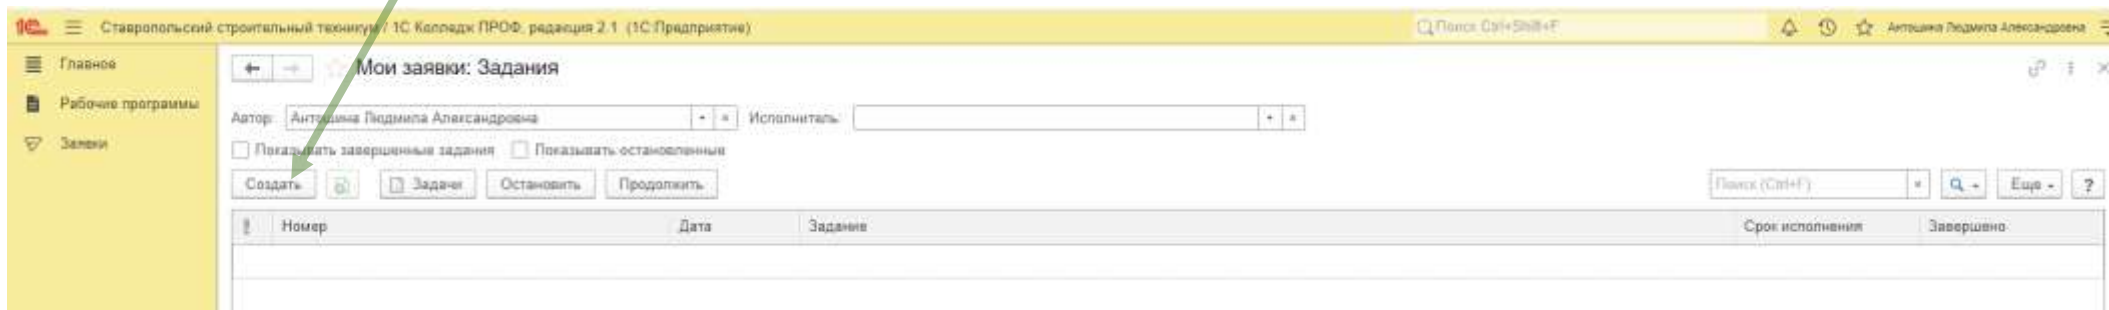 1С Ставропольский строительный техникум / 1С Колледж ПРОФ, редакция 2.1 (1С:Предприятие) Поиск Ctrl+Shift+F Антошина Людмила Александровна
Главное
Рабочие программы
Заявки
Мои заявки: Задания
Автор: Антошина Людмила Александровна Исполнитель:
Показывать завершенные задания Показывать остановленные
Создать Задачи Остановить Продолжить Поиск (Ctrl+F) Еще ?
Номер Дата Задание Срок исполнения Завершено